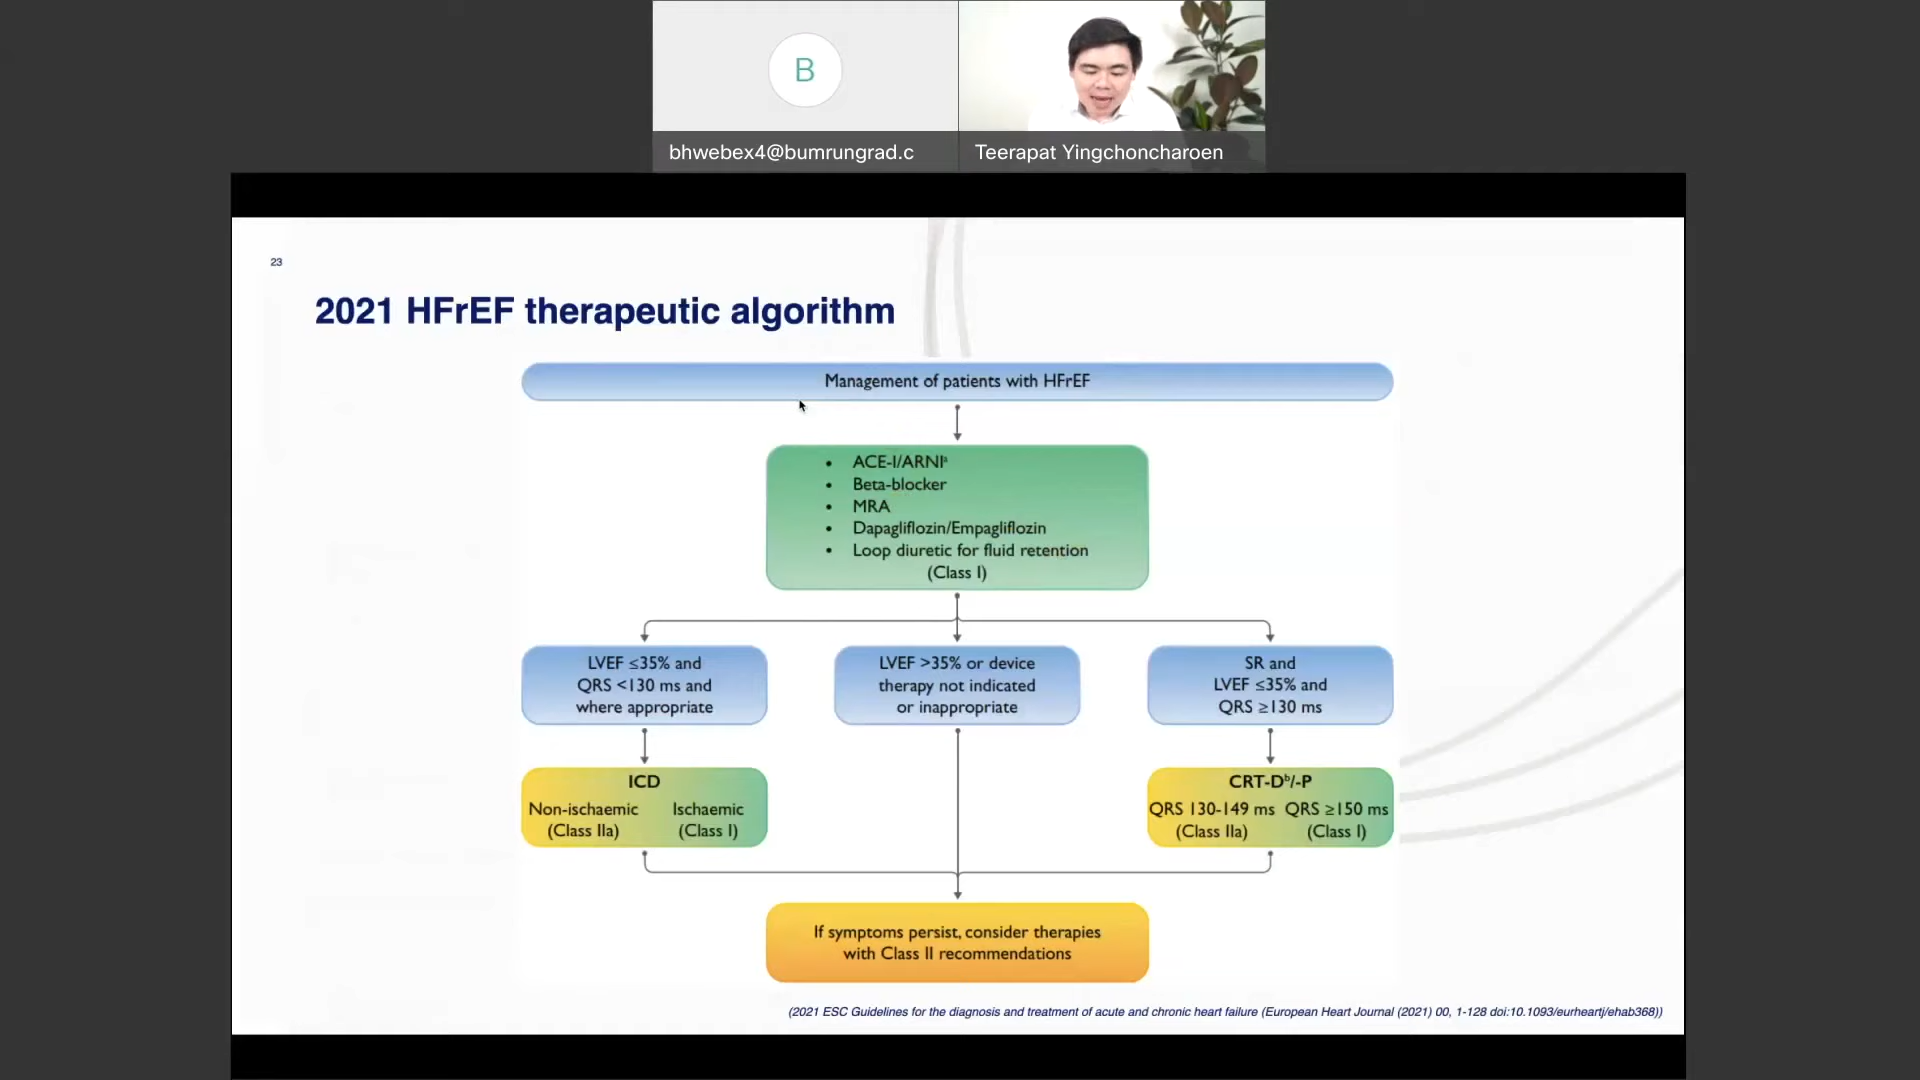 B
bhwebex4@bumrungrad.c
Teerapat Yingchoncharoen
23
2021 HFrEF therapeutic algorithm
Management of patients with HFrEF
• ACE-I/ARNIᵃ
• Beta-blocker
• MRA
• Dapagliflozin/Empagliflozin
• Loop diuretic for fluid retention
(Class I)
LVEF ≤35% and
QRS <130 ms and
where appropriate
LVEF >35% or device
therapy not indicated
or inappropriate
SR and
LVEF ≤35% and
QRS ≥130 ms
ICD
Non-ischaemic Ischaemic
(Class IIa) (Class I)
CRT-Dᵇ/-P
QRS 130-149 ms QRS ≥150 ms
(Class IIa) (Class I)
If symptoms persist, consider therapies
with Class II recommendations
(2021 ESC Guidelines for the diagnosis and treatment of acute and chronic heart failure (European Heart Journal (2021) 00, 1-128 doi:10.1093/eurheartj/ehab368))